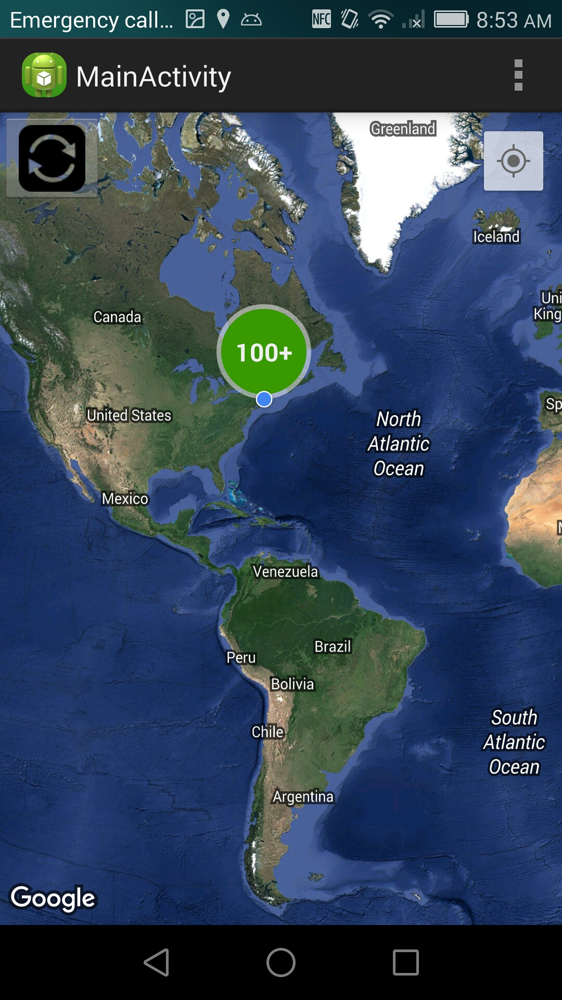 Emergency call... NFC 8:53 AM
MainActivity
Greenland
Iceland
Uni
King
Canada
100+
Sp
United States
North
Atlantic
Ocean
Mexico
Venezuela
Brazil
Peru
Bolivia
South
Atlantic
Ocean
Chile
Argentina
Google